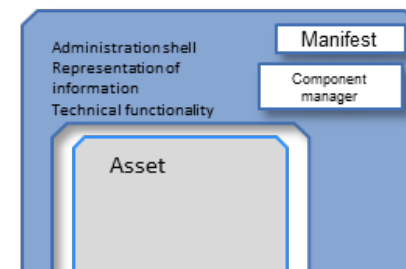 Administration shell
Representation of
information
Technical functionality
Manifest
Component
manager
Asset